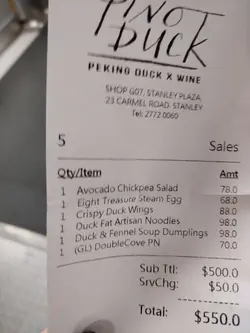 PINOT
DUCK
PEKING DUCK X WINE
SHOP G07, STANLEY PLAZA,
23 CARMEL ROAD, STANLEY
Tel: 2772 0060
5 Sales
Qty/Item Amt
1 Avocado Chickpea Salad 78.0
1 Eight Treasure Steam Egg 68.0
1 Crispy Duck Wings 88.0
1 Duck Fat Artisan Noodles 98.0
1 Duck & Fennel Soup Dumplings 98.0
1 (GL) DoubleCove PN 70.0
Sub Ttl: $500.0
SrvChg: $50.0
Total: $550.0